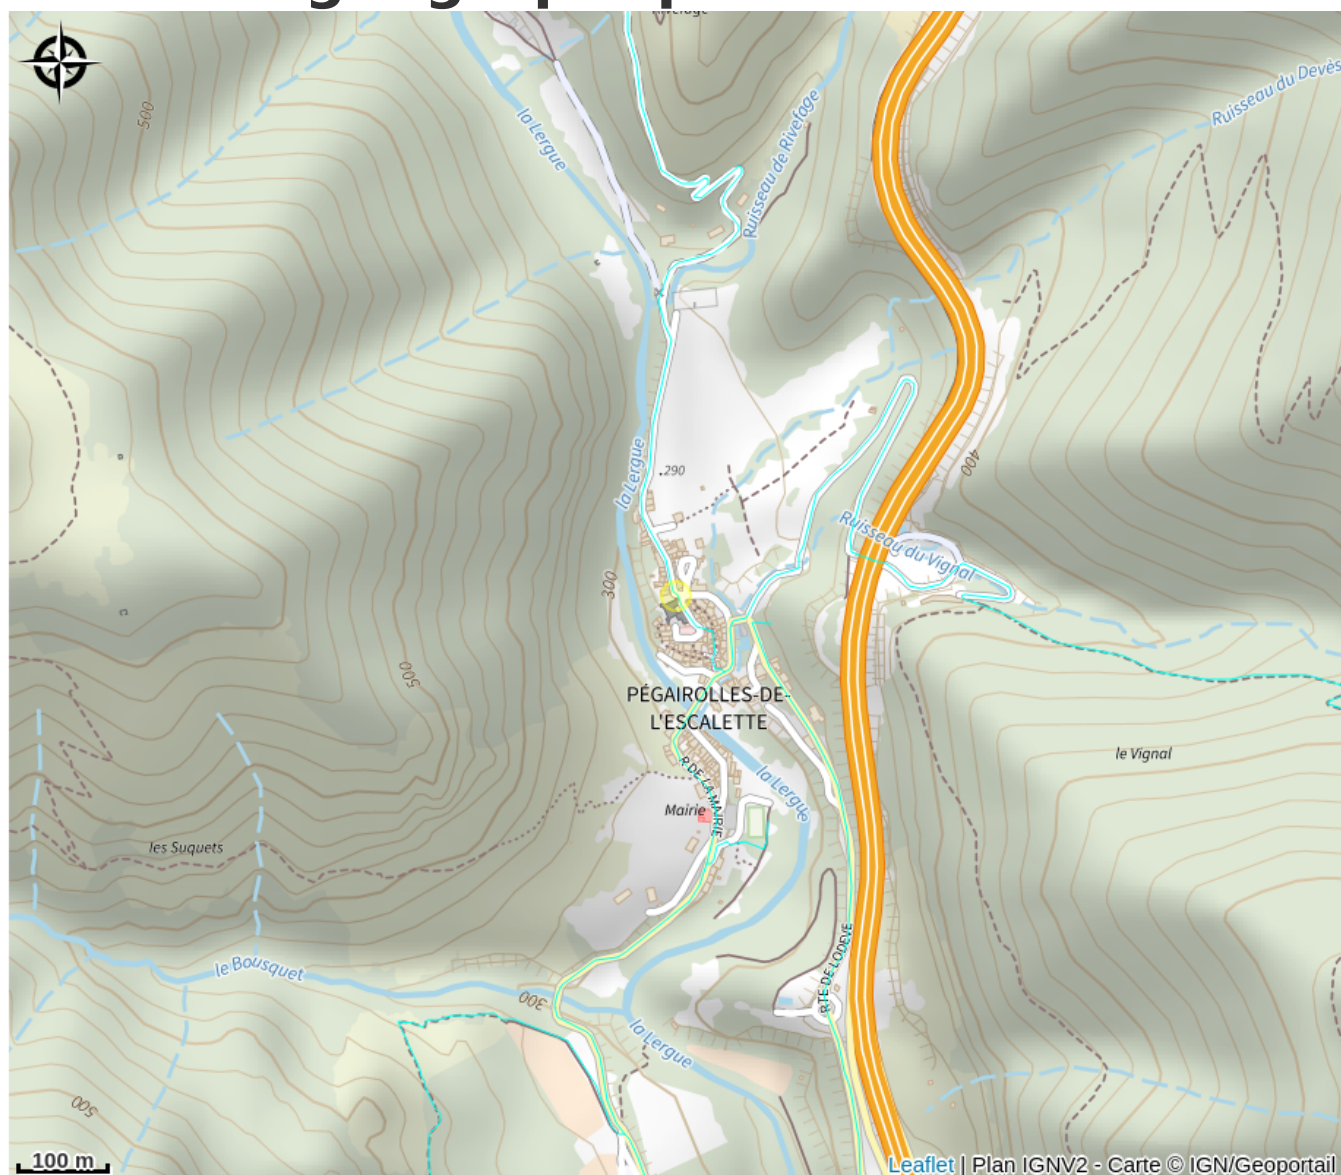 500
la Lergue
Ruisseau de Rivefage
Ruisseau du Devès
la Lergue
.290
400
Ruisseau du Vignal
300
500
PÉGAIROLLES-DE-
L'ESCALETTE
le Vignal
R DE LA MAIRIE
la Lergue
Mairie
les Suquets
RTE DE LODEVE
le Bousquet
300
la Lergue
500
100 m
Leaflet | Plan IGNV2 - Carte © IGN/Geoportail